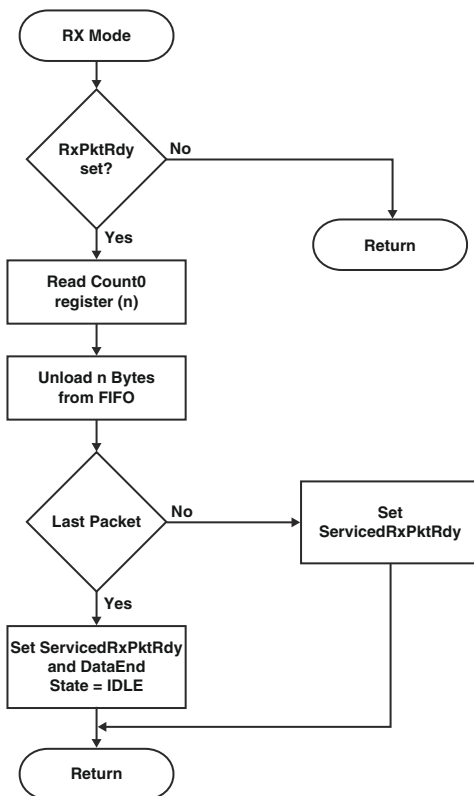 RX Mode
RxPktRdy
set?
No
Yes
Return
Read Count0
register (n)
Unload n Bytes
from FIFO
Last Packet
No
Set
ServicedRxPktRdy
Yes
Set ServicedRxPktRdy
and DataEnd
State = IDLE
Return